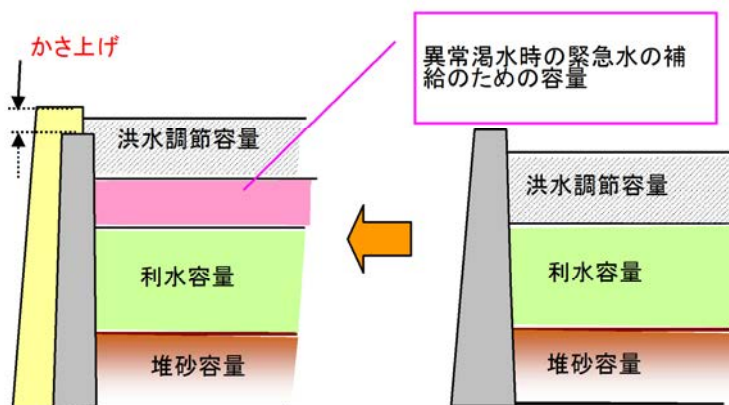 かさ上げ
異常渇水時の緊急水の補
給のための容量
洪水調節容量
利水容量
堆砂容量
洪水調節容量
利水容量
堆砂容量